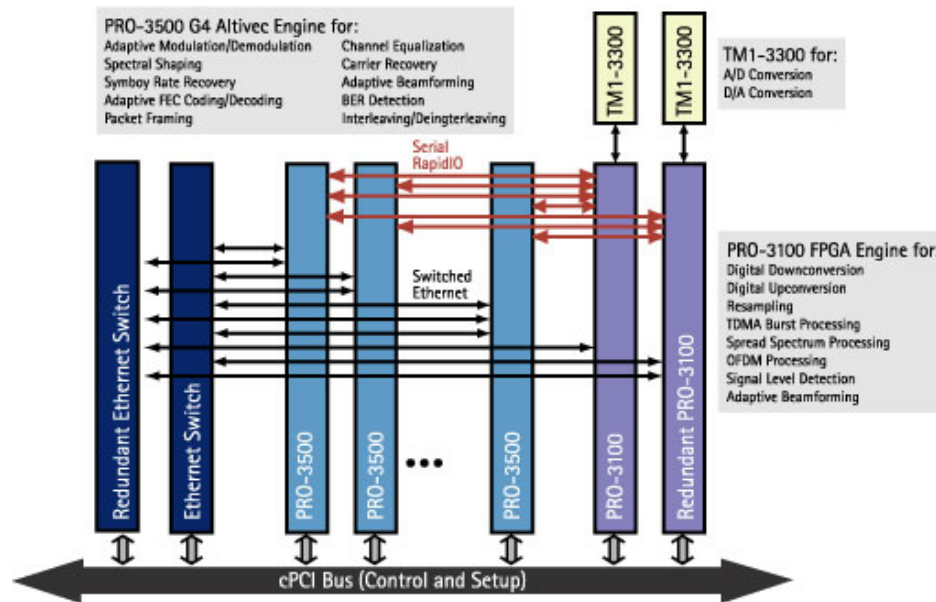 PRO-3500 G4 Altivec Engine for:
Adaptive Modulation/Demodulation
Spectral Shaping
Symboy Rate Recovery
Adaptive FEC Coding/Decoding
Packet Framing
Channel Equalization
Carrier Recovery
Adaptive Beamforming
BER Detection
Interleaving/Deingterleaving
TM1-3300
TM1-3300
TM1-3300 for:
A/D Conversion
D/A Conversion
Serial
RapidIO
Switched
Ethernet
Redundant Ethernet Switch
Ethernet Switch
PRO-3500
PRO-3500
•••
PRO-3500
PRO-3100
Redundant PRO-3100
PRO-3100 FPGA Engine for:
Digital Downconversion
Digital Upconversion
Resampling
TDMA Burst Processing
Spread Spectrum Processing
OFDM Processing
Signal Level Detection
Adaptive Beamforming
cPCI Bus (Control and Setup)